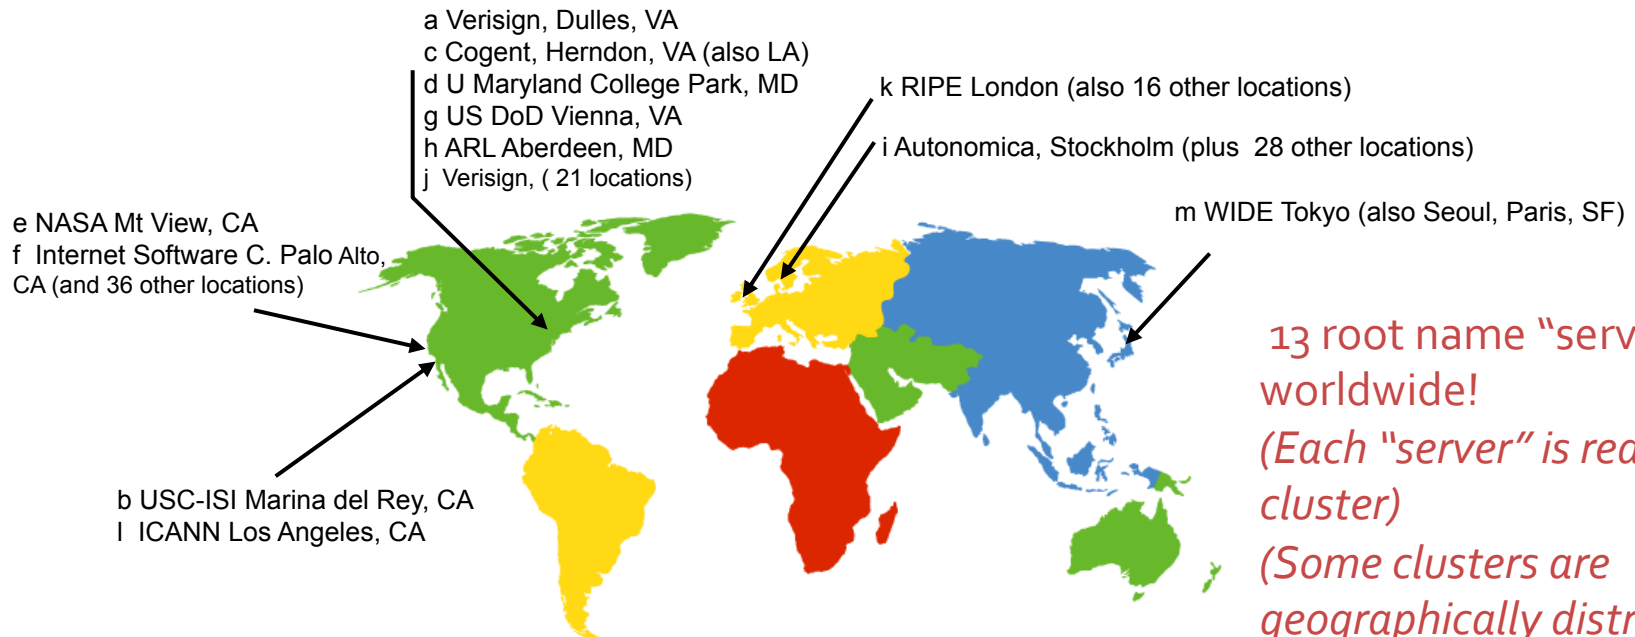 a Verisign, Dulles, VA
c Cogent, Herndon, VA (also LA)
d U Maryland College Park, MD
g US DoD Vienna, VA
h ARL Aberdeen, MD
j Verisign, ( 21 locations)
k RIPE London (also 16 other locations)
i Autonomica, Stockholm (plus 28 other locations)
m WIDE Tokyo (also Seoul, Paris, SF)
e NASA Mt View, CA
f Internet Software C. Palo Alto,
CA (and 36 other locations)
b USC-ISI Marina del Rey, CA
l ICANN Los Angeles, CA
13 root name “serv
worldwide!
(Each “server” is rea
cluster)
(Some clusters are
geographically distr